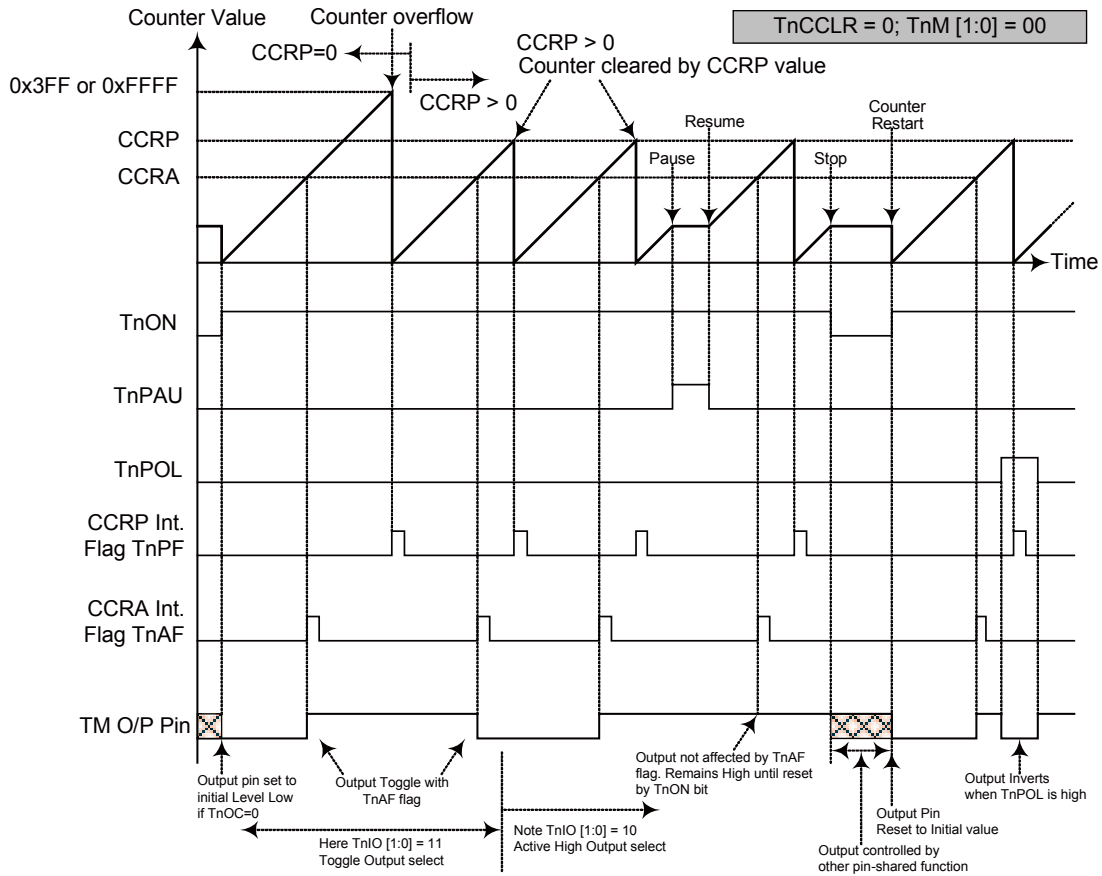 Counter Value
Counter overflow
TnCCLR = 0; TnM [1:0] = 00
CCRP=0
CCRP > 0
CCRP > 0
Counter cleared by CCRP value
0x3FF or 0xFFFF
CCRP
CCRA
Pause
Resume
Stop
Counter
Restart
Time
TnON
TnPAU
TnPOL
CCRP Int.
Flag TnPF
CCRA Int.
Flag TnAF
TM O/P Pin
Output pin set to
initial Level Low
if TnOC=0
Output Toggle with
TnAF flag
Output not affected by TnAF
flag. Remains High until reset
by TnON bit
Output Inverts
when TnPOL is high
Output Pin
Reset to Initial value
Here TnIO [1:0] = 11
Toggle Output select
Note TnIO [1:0] = 10
Active High Output select
Output controlled by
other pin-shared function